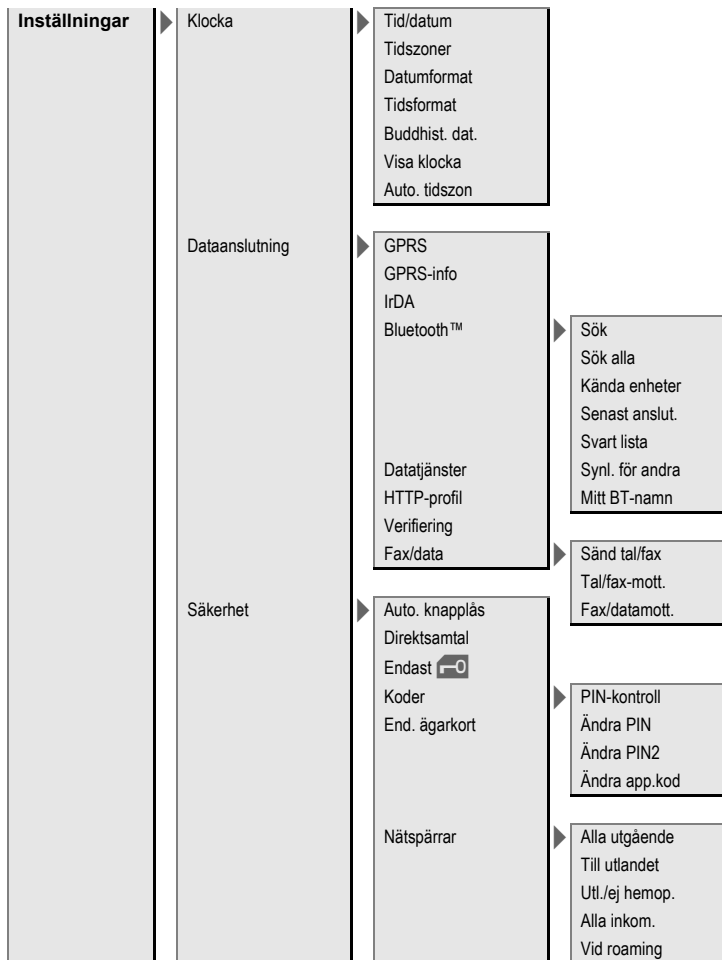 Inställningar
Klocka
Tid/datum
Tidszoner
Datumformat
Tidsformat
Buddhist. dat.
Visa klocka
Auto. tidszon
Dataanslutning
GPRS
GPRS-info
IrDA
Bluetooth™
Sök
Sök alla
Kända enheter
Senast anslut.
Svart lista
Synl. för andra
Mitt BT-namn
Datatjänster
HTTP-profil
Verifiering
Fax/data
Sänd tal/fax
Tal/fax-mott.
Fax/datamott.
Säkerhet
Auto. knapplås
Direktsamtal
Endast
Koder
PIN-kontroll
Ändra PIN
Ändra PIN2
Ändra app.kod
End. ägarkort
Nätspärrar
Alla utgående
Till utlandet
Utl./ej hemop.
Alla inkom.
Vid roaming